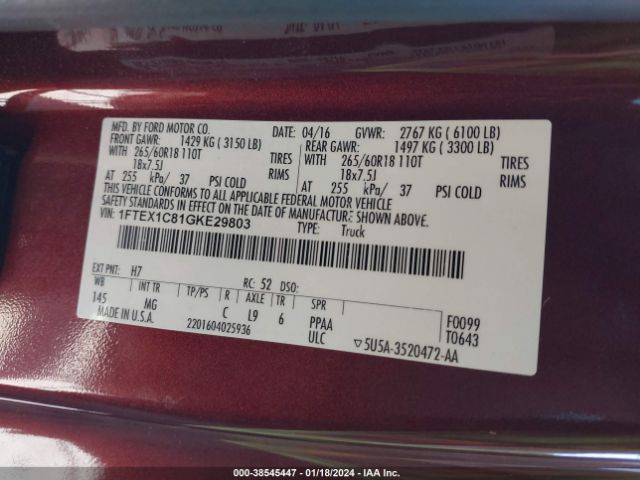 MFD. BY FORD MOTOR CO.
DATE: 04/16 GVWR: 2767 KG ( 6100 LB)
FRONT GAWR: 1429 KG ( 3150 LB) REAR GAWR: 1497 KG ( 3300 LB)
WITH 265/60R18 110T TIRES WITH 265/60R18 110T TIRES
18x7.5J RIMS 18x7.5J RIMS
AT 255 kPa/ 37 PSI COLD AT 255 kPa/ 37 PSI COLD
THIS VEHICLE CONFORMS TO ALL APPLICABLE FEDERAL MOTOR VEHICLE
SAFETY STANDARDS IN EFFECT ON THE DATE OF MANUFACTURE SHOWN ABOVE.
VIN: 1FTEX1C81GKE29803 TYPE: Truck
EXT PNT: H7 RC: 52 DSO:
WB INT TR TP/PS R AXLE TR SPR
145 MG C L9 6 PPAA F0099
MADE IN U.S.A. 2201604025936 ULC T0643
▽5U5A-3520472-AA
000-38545447 - 01/18/2024 - IAA Inc.